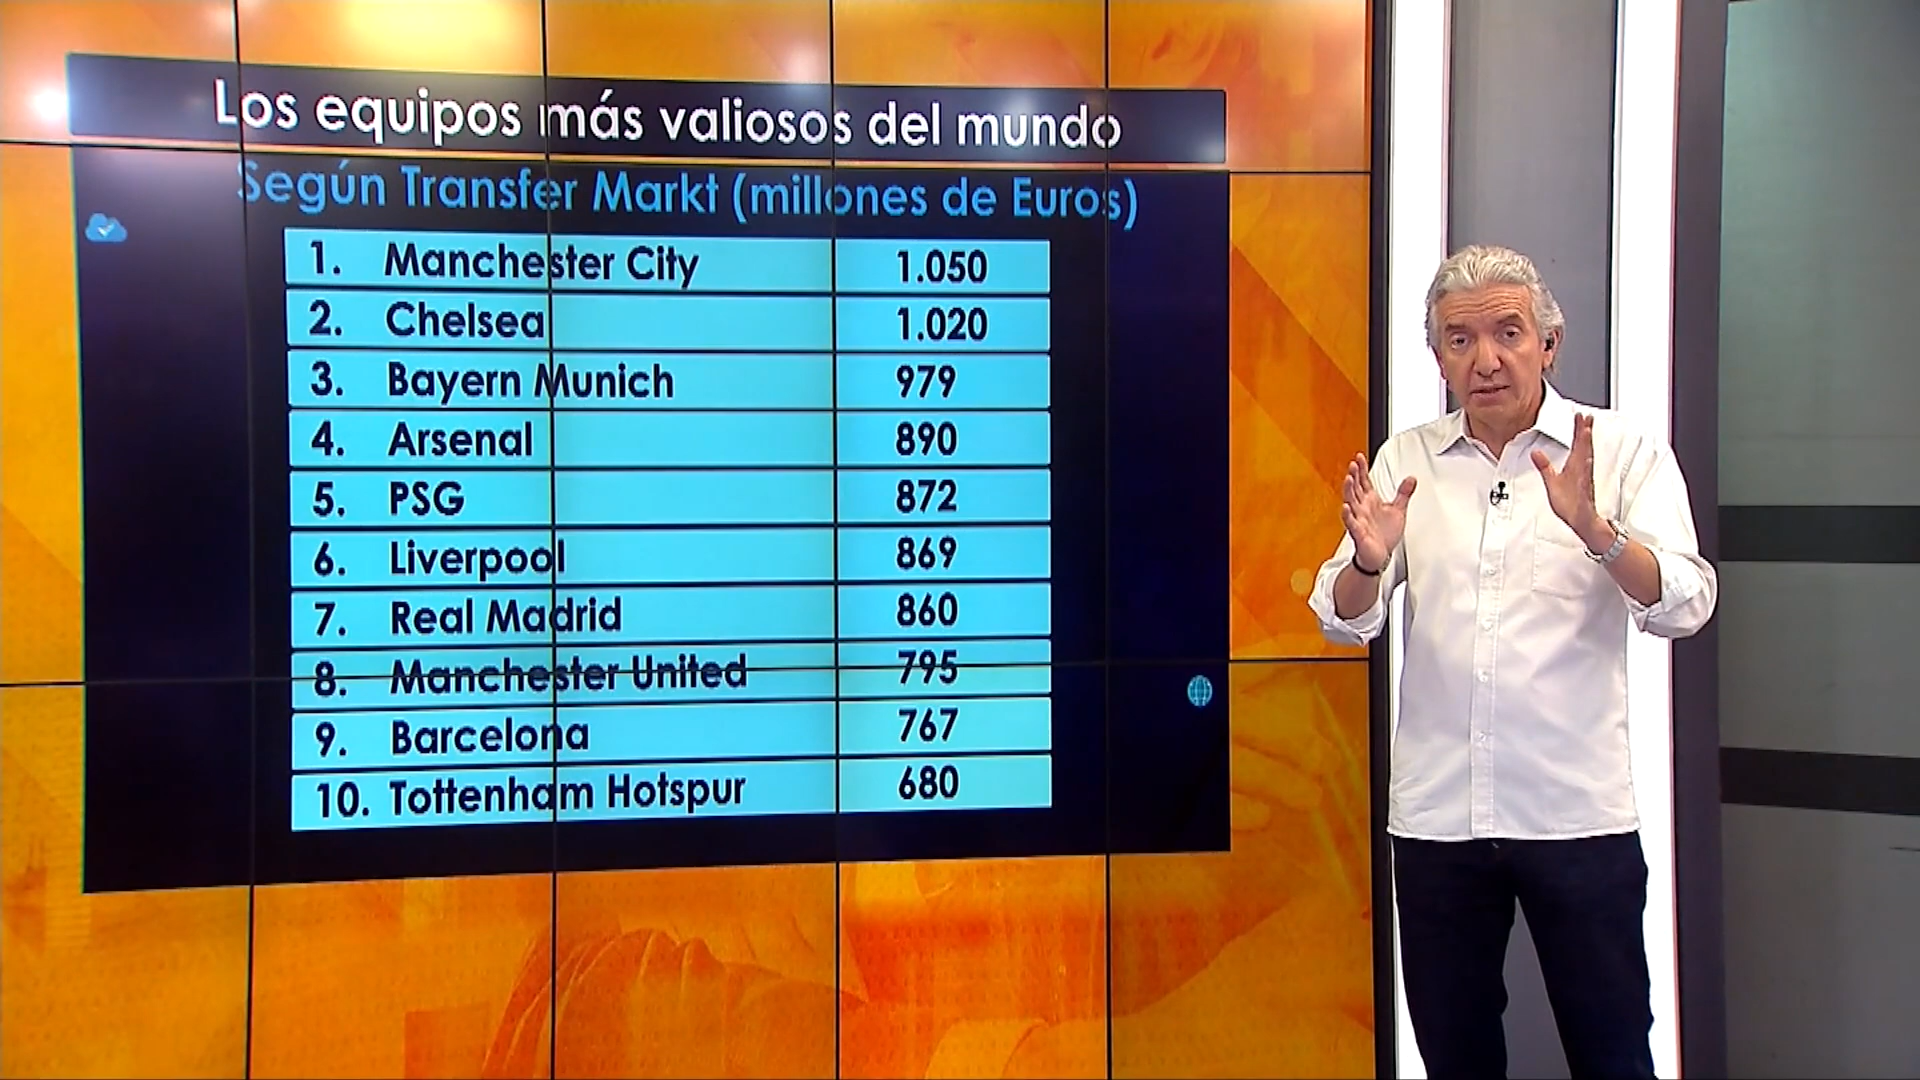 Los equipos más valiosos del mundo
Según Transfer Markt (millones de Euros)
1. Manchester City 1.050
2. Chelsea 1.020
3. Bayern Munich 979
4. Arsenal 890
5. PSG 872
6. Liverpool 869
7. Real Madrid 860
8. Manchester United 795
9. Barcelona 767
10. Tottenham Hotspur 680